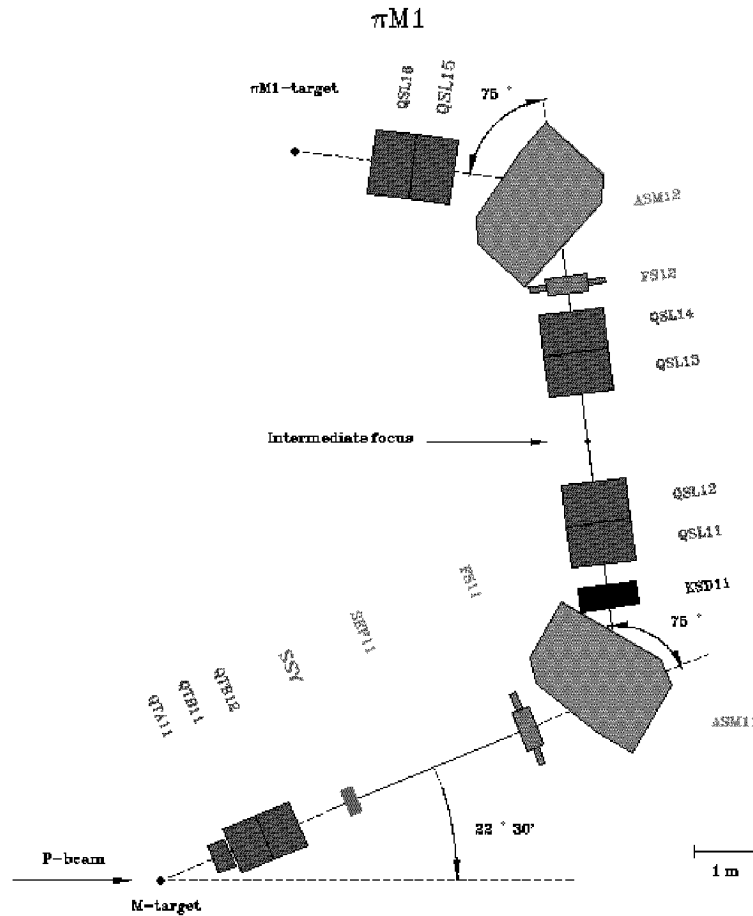 πM1
πM1-target
QSL16
QSL15
75 °
ASM12
FS12
QSL14
QSL13
Intermediate focus
QSL12
QSL11
KSD11
75 °
FS11
SEP11
SSY
QTB12
QTB11
QTA11
ASM11
22 ° 30'
P-beam
M-target
1 m